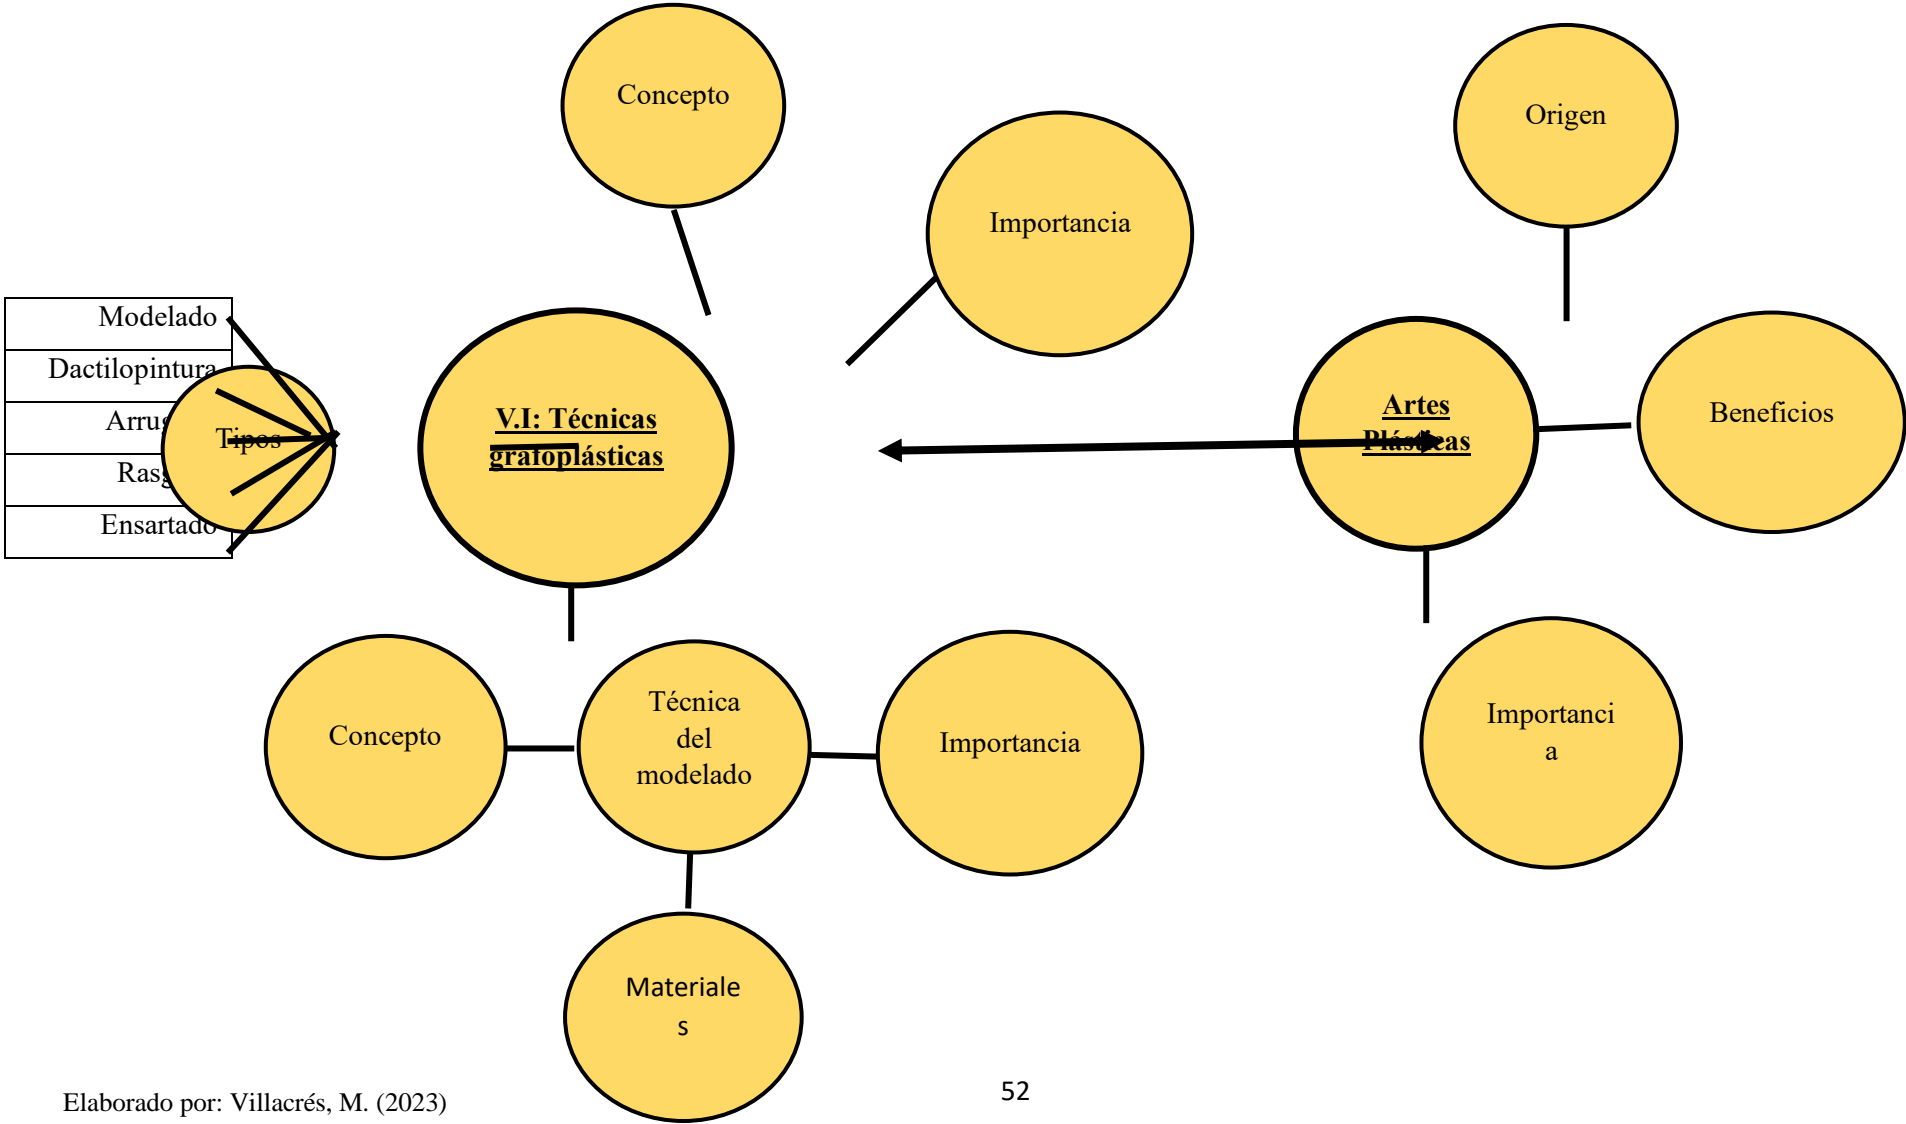 Concepto
Origen
Importancia
Modelado
Dactilopintura
Tipos
Ensartado
V.I: Técnicas
grafoplásticas
Artes
Plásticas
Beneficios
Concepto
Técnica
del
modelado
Importancia
Importanci
a
Materiale
s
Elaborado por: Villacrés, M. (2023)
52